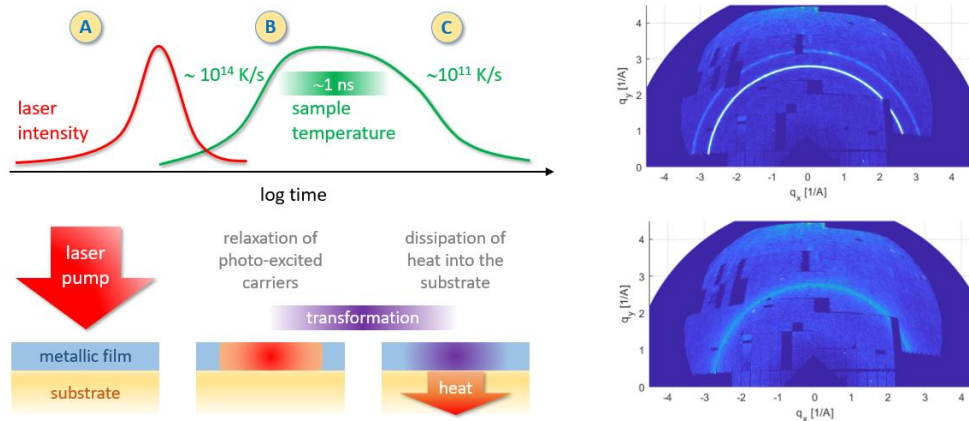 A
B
C
~ 10¹⁴ K/s
~10¹¹ K/s
~1 ns
laser
intensity
sample
temperature
log time
laser
pump
relaxation of
photo-excited
carriers
dissipation of
heat into the
substrate
transformation
metallic film
substrate
heat
q_y [1/A]
4
3
2
1
0
-4 -3 -2 -1 0 1 2 3 4
q_x [1/A]
q_y [1/A]
4
3
2
1
0
-4 -3 -2 -1 0 1 2 3 4
q_x [1/A]